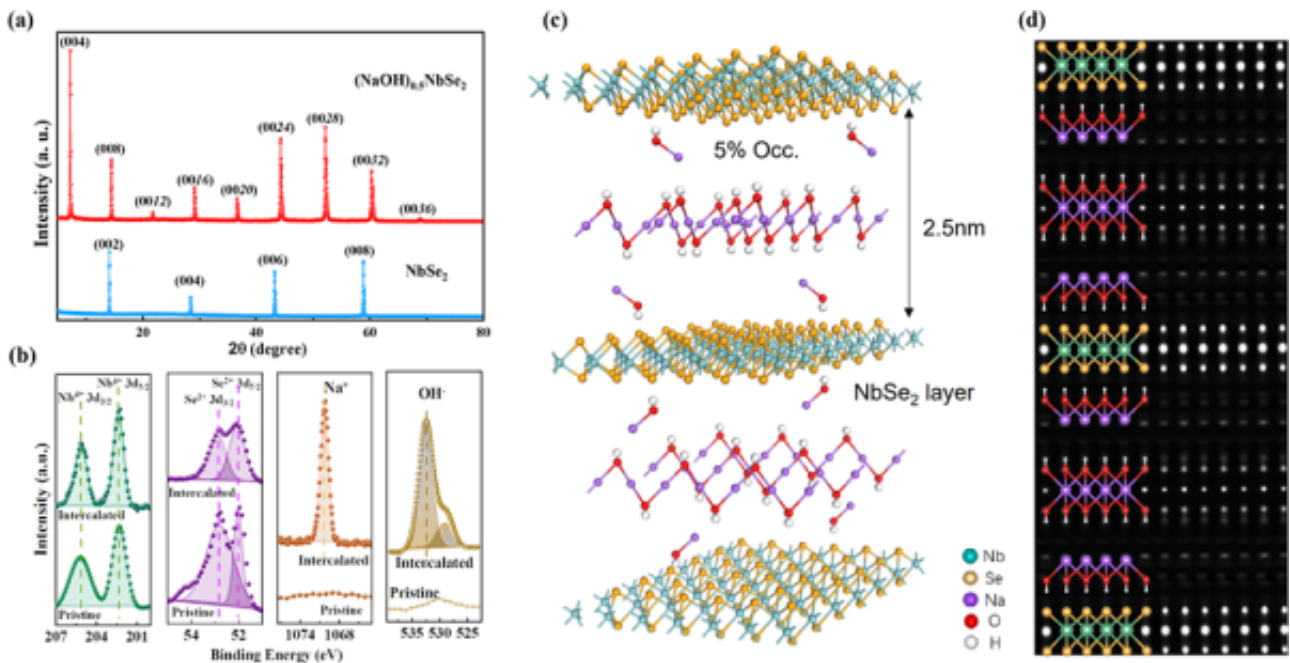 (a)
(004)
(008)
(0012)
(0016)
(0020)
(0024)
(0028)
(0032)
(0036)
(NaOH)₀.₅NbSe₂
(002)
(004)
(006)
(008)
NbSe₂
Intensity (a. u.)
20 40 60 80
2θ (degree)
(b)
Nb⁴⁺ 3d₅/₂
Nb⁴⁺ 3d₃/₂
Intercalated
Pristine
207 204 201
Se²⁻ 3d₅/₂
Se²⁻ 3d₃/₂
Intercalated
Pristine
54 52
Na⁺
Intercalated
Pristine
1074 1068
OH⁻
Intercalated
Pristine
535 530 525
Intensity (a.u.)
Binding Energy (eV)
(c)
5% Occ.
2.5nm
NbSe₂ layer
Nb
Se
Na
O
H
(d)